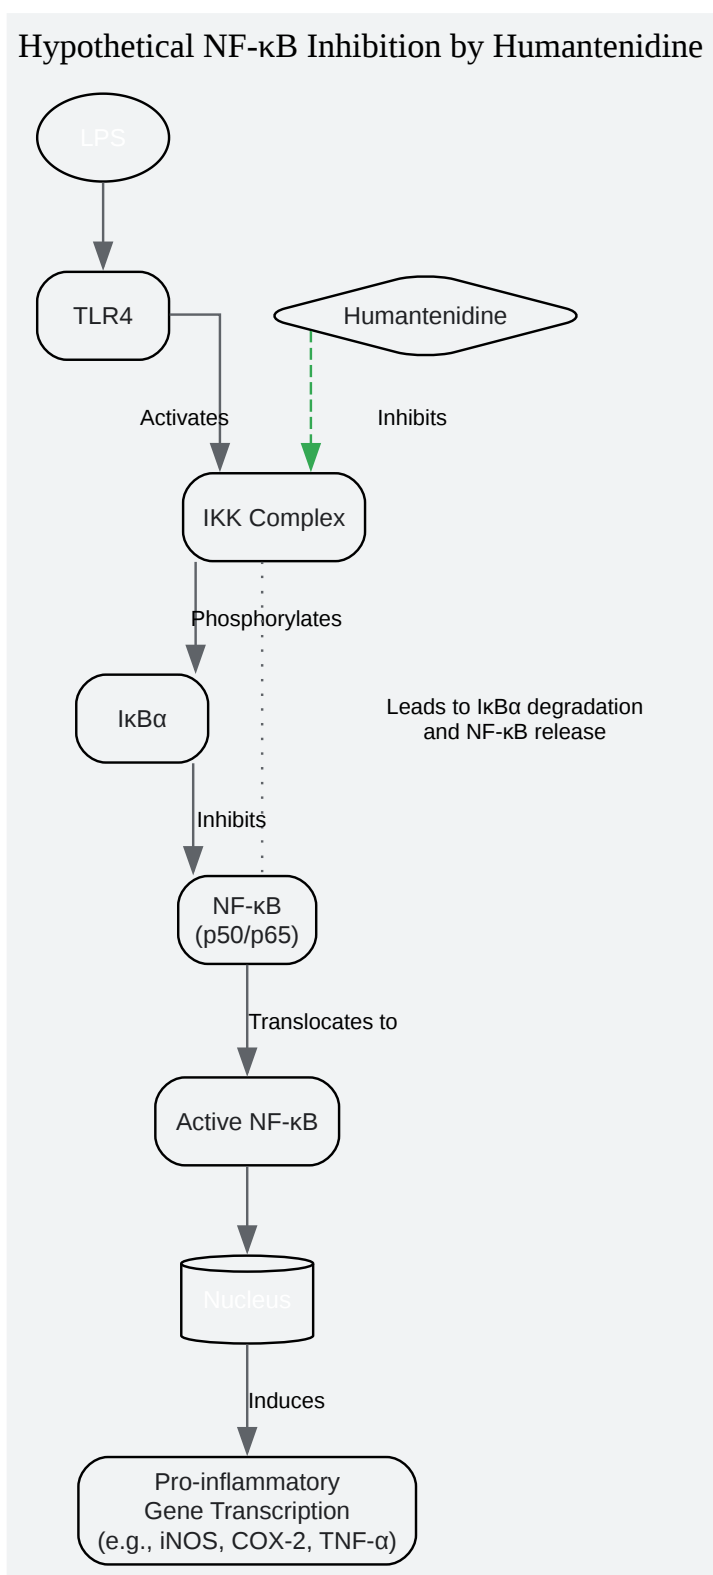 Hypothetical NF-κB Inhibition by Humantenidine
LPS
TLR4
Humantenidine
Activates
Inhibits
IKK Complex
Phosphorylates
IκBα
Leads to IκBα degradation
and NF-κB release
Inhibits
NF-κB
(p50/p65)
Translocates to
Active NF-κB
Nucleus
Induces
Pro-inflammatory
Gene Transcription
(e.g., iNOS, COX-2, TNF-α)